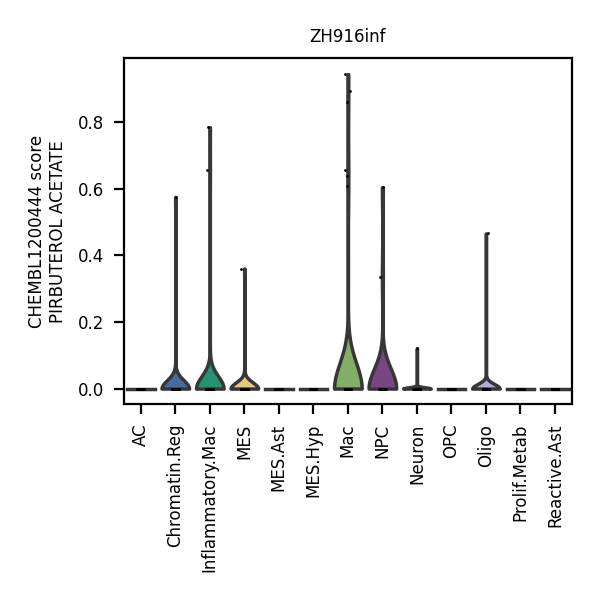 ZH916inf
CHEMBL1200444 score
PIRBUTEROL ACETATE
0.8
0.6
0.4
0.2
0.0
AC
Chromatin.Reg
Inflammatory.Mac
MES
MES.Ast
MES.Hyp
Mac
NPC
Neuron
OPC
Oligo
Prolif.Metab
Reactive.Ast